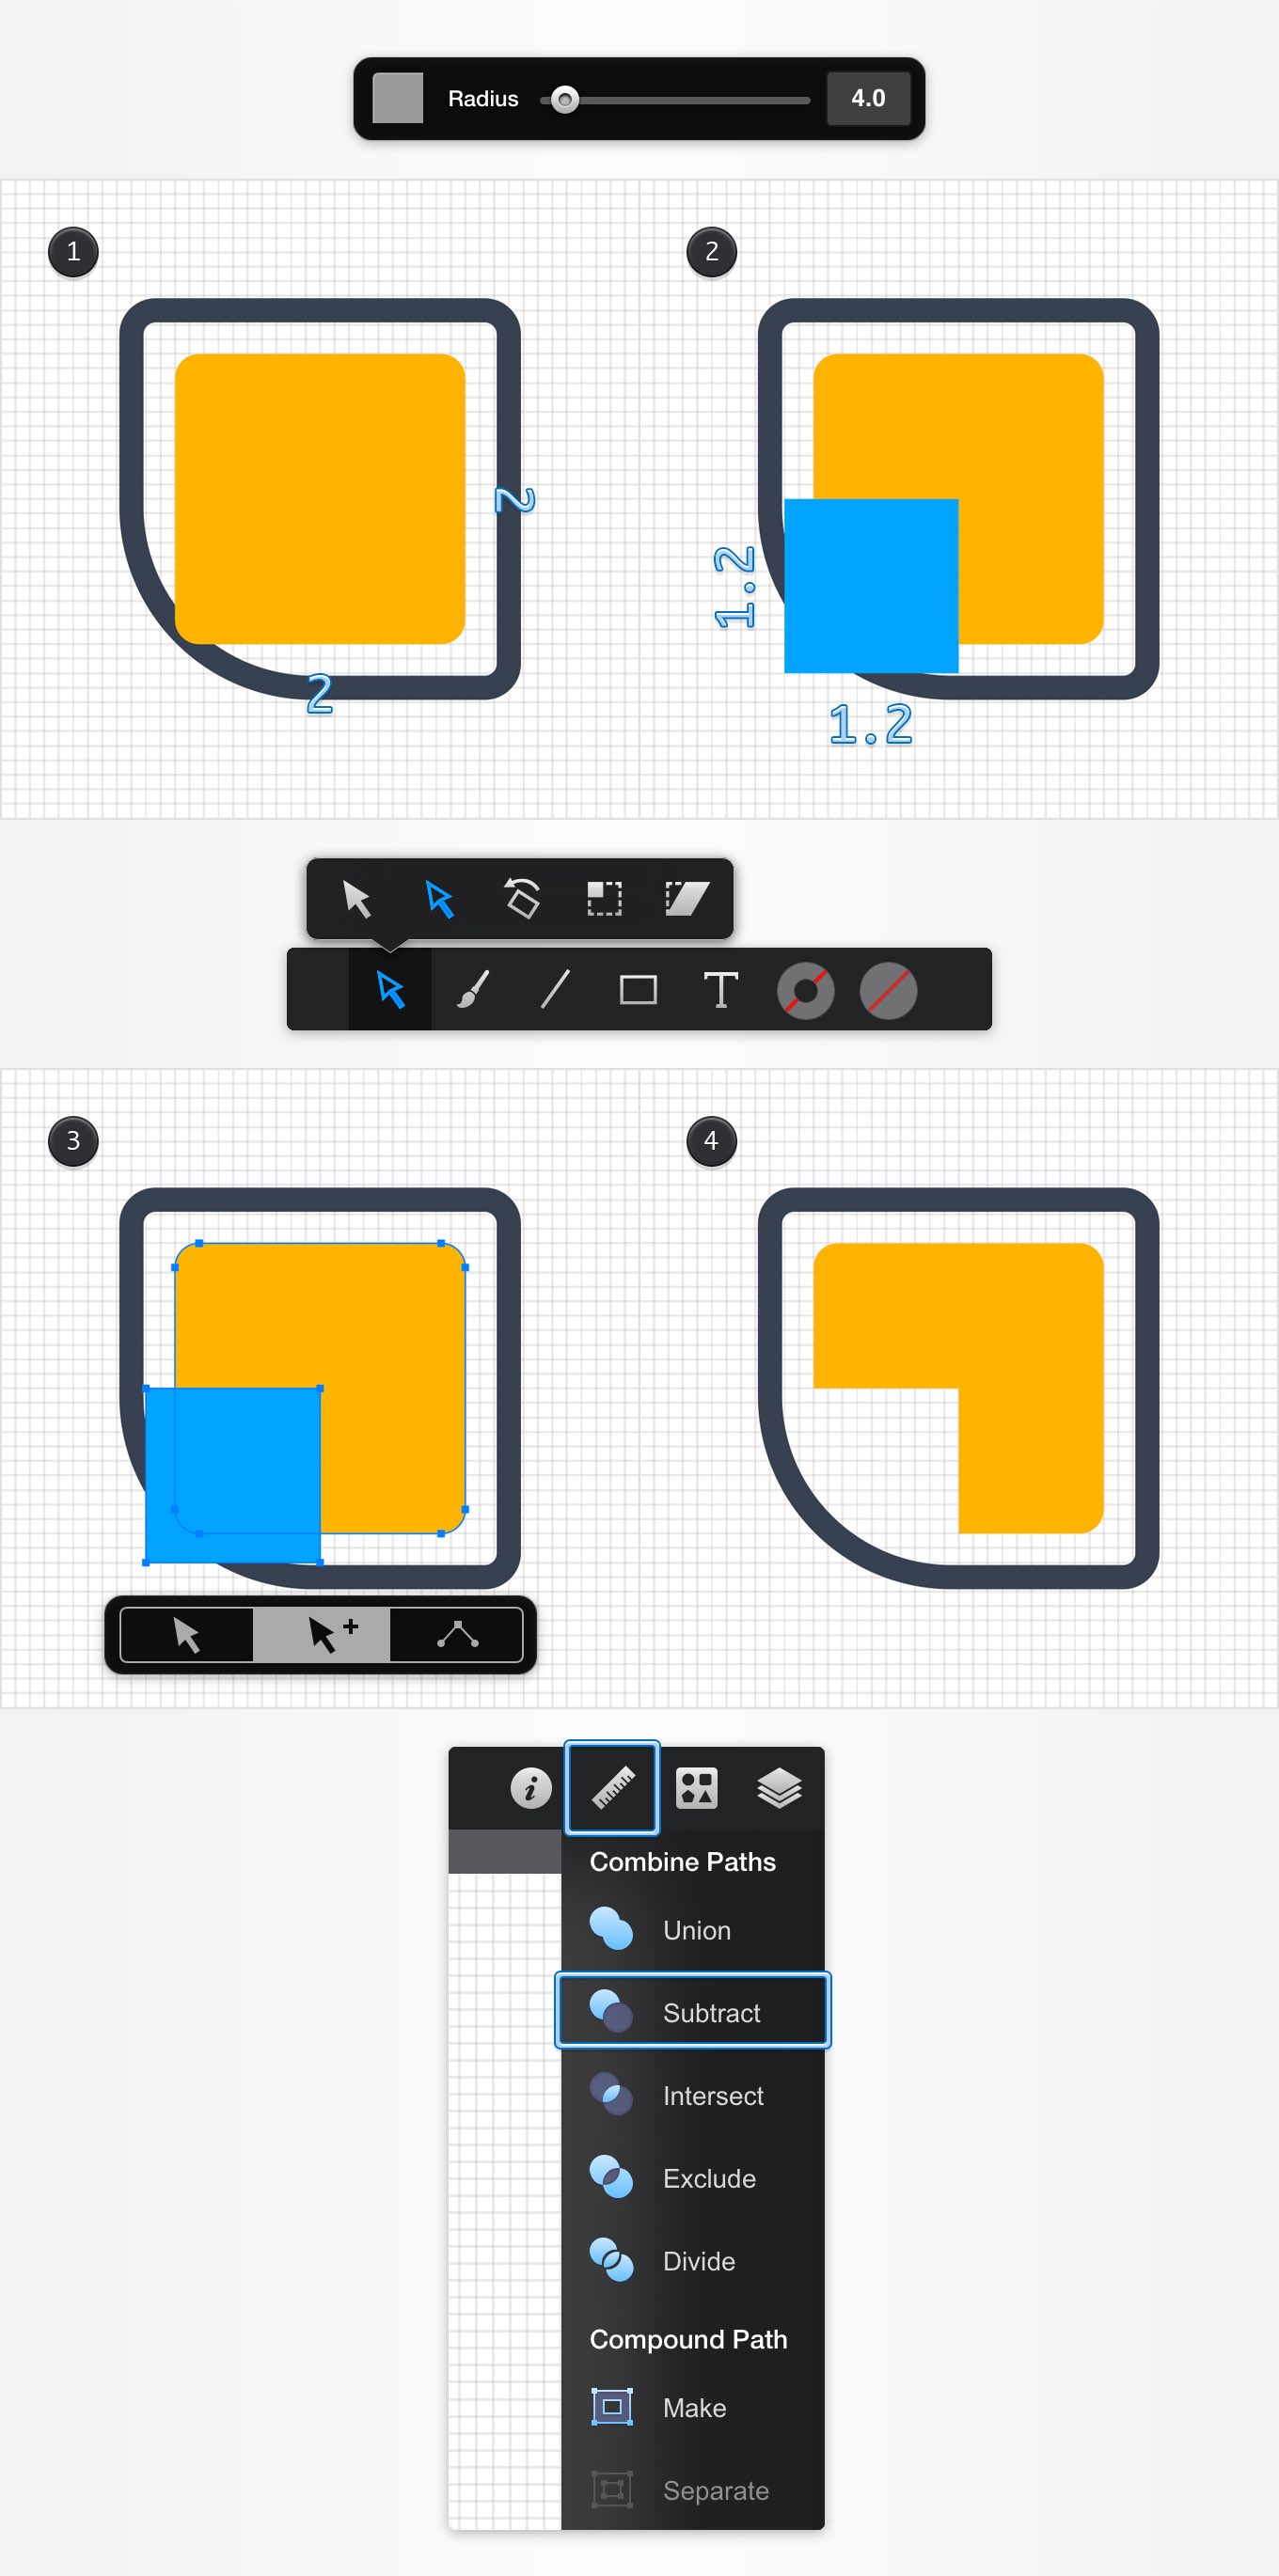 Radius 4.0
1
2
2
2
1.2
1.2
T
3
4
i
Combine Paths
Union
Subtract
Intersect
Exclude
Divide
Compound Path
Make
Separate